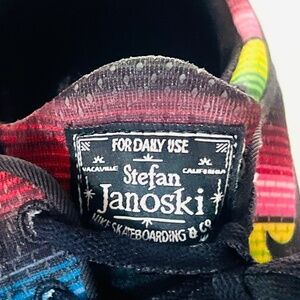 FOR DAILY USE
VACAVILLE CALIFORNIA
Stefan
Janoski
NIKE SKATEBOARDING & CO